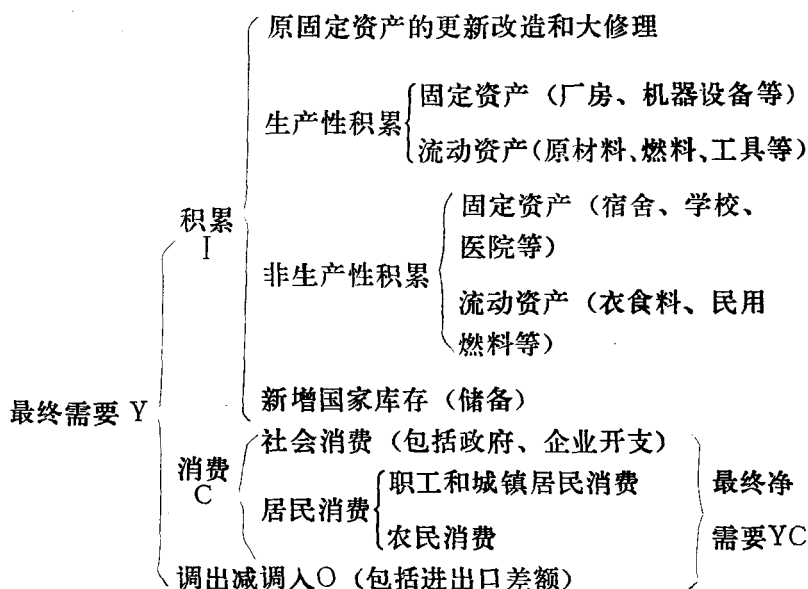 原固定资产的更新改造和大修理
生产性积累
固定资产（厂房、机器设备等）
流动资产(原材料、燃料、工具等)
积累
I
非生产性积累
固定资产（宿舍、学校、
医院等）
流动资产（衣食料、民用
燃料等）
新增国家库存（储备）
最终需要 Y
消费
C
社会消费（包括政府、企业开支）
居民消费
职工和城镇居民消费
农民消费
最终净
需要YC
调出减调入O（包括进出口差额）